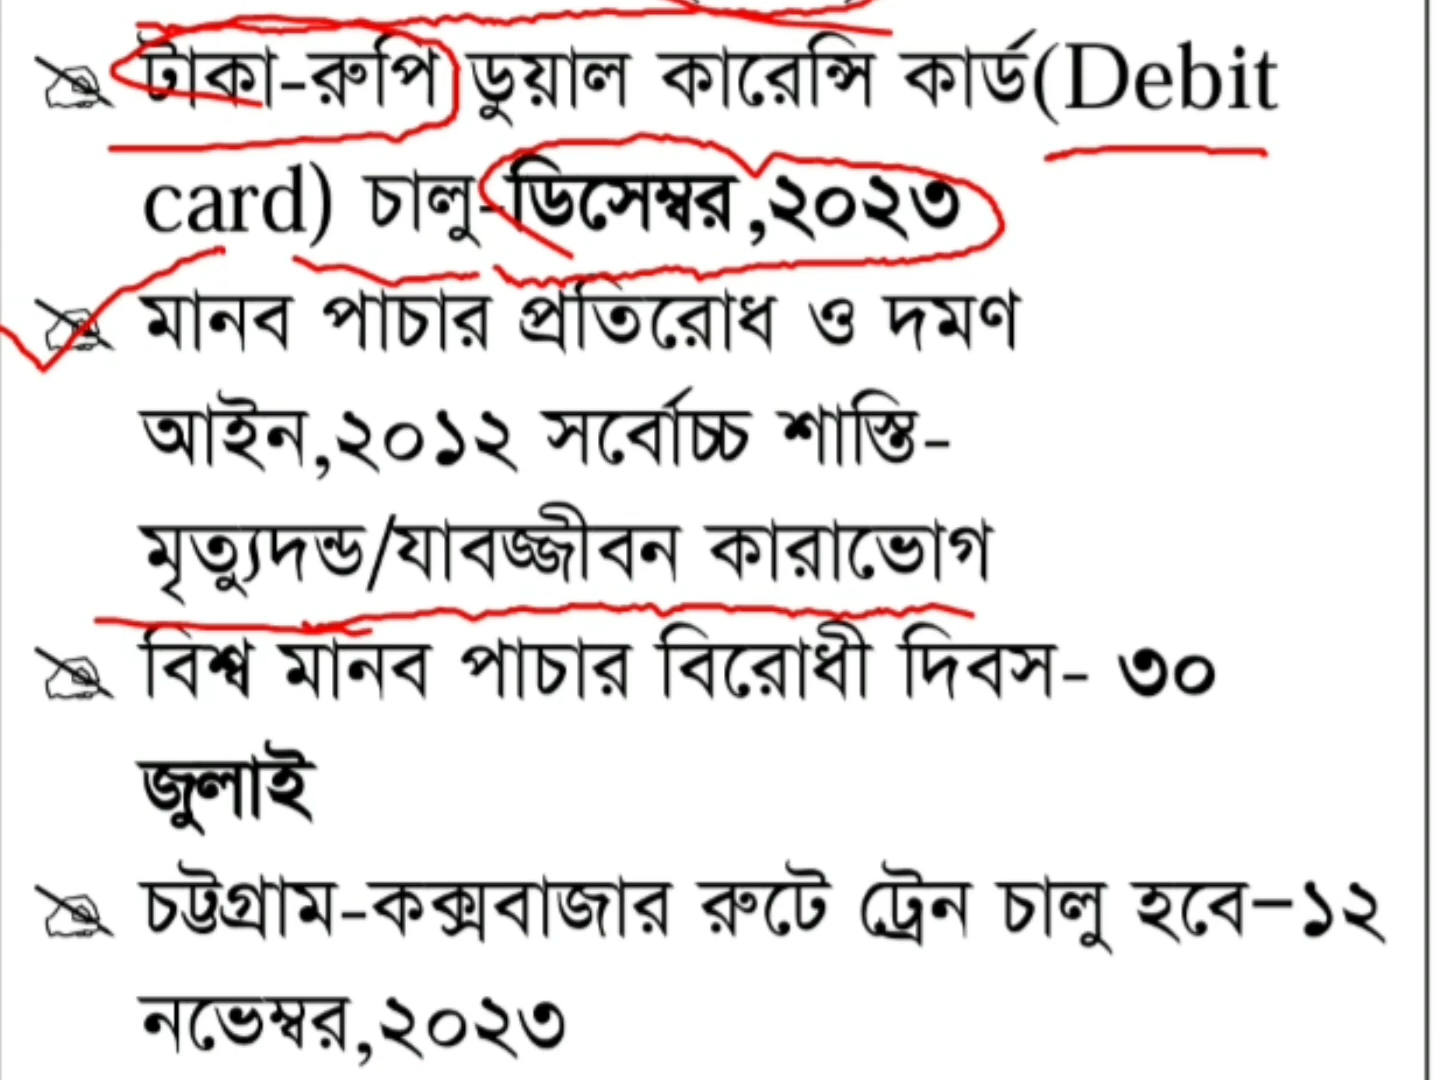 টাকা-রুপি ডুয়াল কারেন্সি কার্ড(Debit
card) চালু-ডিসেম্বর,২০২৩
মানব পাচার প্রতিরোধ ও দমণ
আইন,২০১২ সর্বোচ্চ শাস্তি-
মৃত্যুদন্ড/যাবজ্জীবন কারাভোগ
বিশ্ব মানব পাচার বিরোধী দিবস- ৩০
জুলাই
চট্টগ্রাম-কক্সবাজার রুটে ট্রেন চালু হবে-১২
নভেম্বর,২০২৩